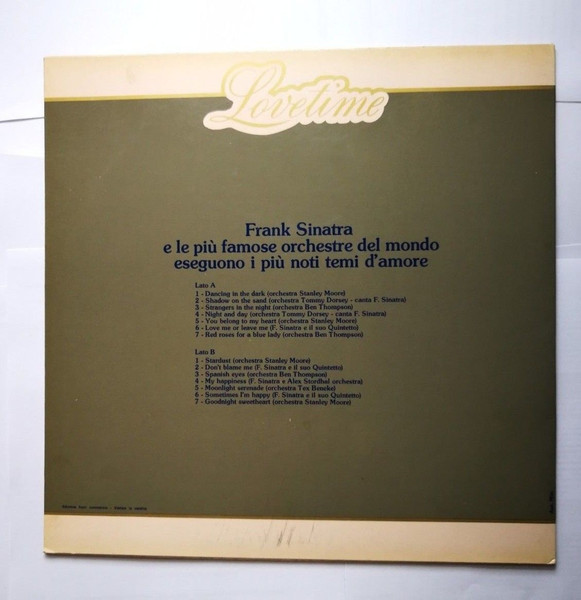 Lovetime
Frank Sinatra
e le più famose orchestre del mondo
eseguono i più noti temi d'amore
Lato A
1 - Dancing in the dark (orchestra Stanley Moore)
2 - Shadow on the sand (orchestra Tommy Dorsey - canta F. Sinatra)
3 - Strangers in the night (orchestra Ben Thompson)
4 - Night and day (orchestra Tommy Dorsey - canta F. Sinatra)
5 - You belong to my heart (orchestra Stanley Moore)
6 - Love me or leave me (F. Sinatra e il suo Quintetto)
7 - Red roses for a blue lady (orchestra Ben Thompson)
Lato B
1 - Stardust (orchestra Stanley Moore)
2 - Don't blame me (F. Sinatra e il suo Quintetto)
3 - Spanish eyes (orchestra Ben Thompson)
4 - My happiness (F. Sinatra e Alex Stordhal orchestra)
5 - Moonlight serenade (orchestra Tex Beneke)
6 - Sometimes I'm happy (F. Sinatra e il suo Quintetto)
7 - Goodnight sweetheart (orchestra Stanley Moore)